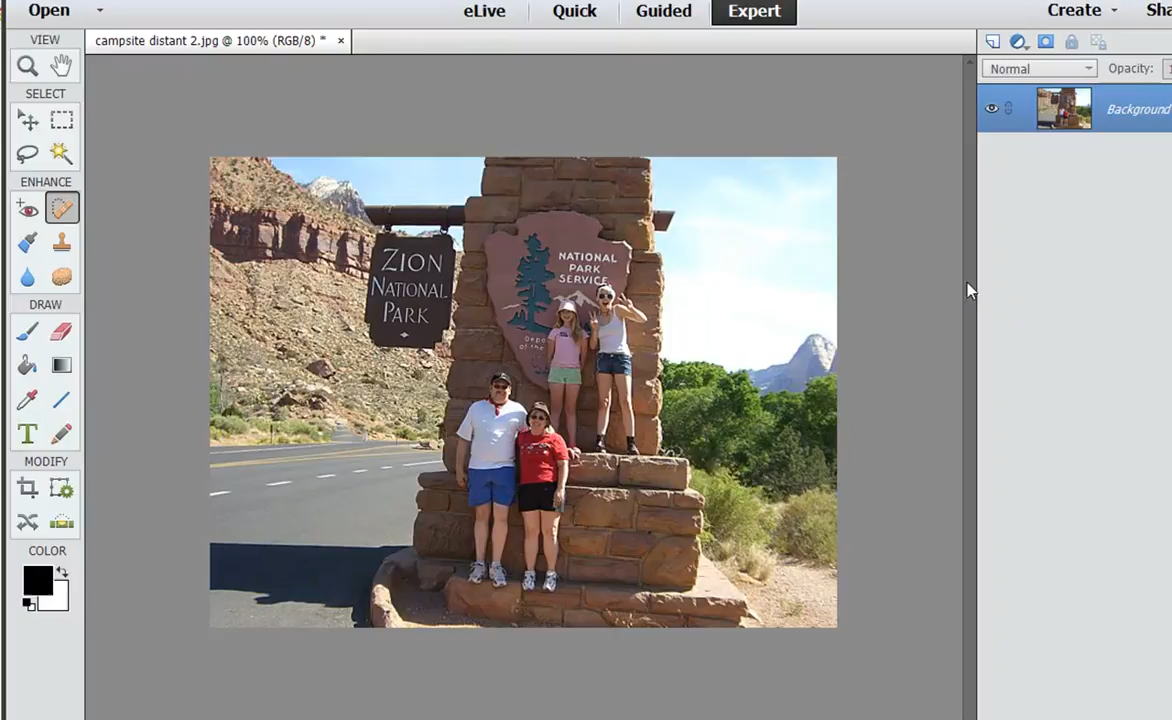 Open
eLive Quick Guided Expert
Create
VIEW
campsite distant 2.jpg @ 100% (RGB/8) * ×
Normal Opacity:
SELECT
Background
ENHANCE
ZION
NATIONAL
PARK
NATIONAL
PARK
SERVICE
DRAW
T
MODIFY
COLOR